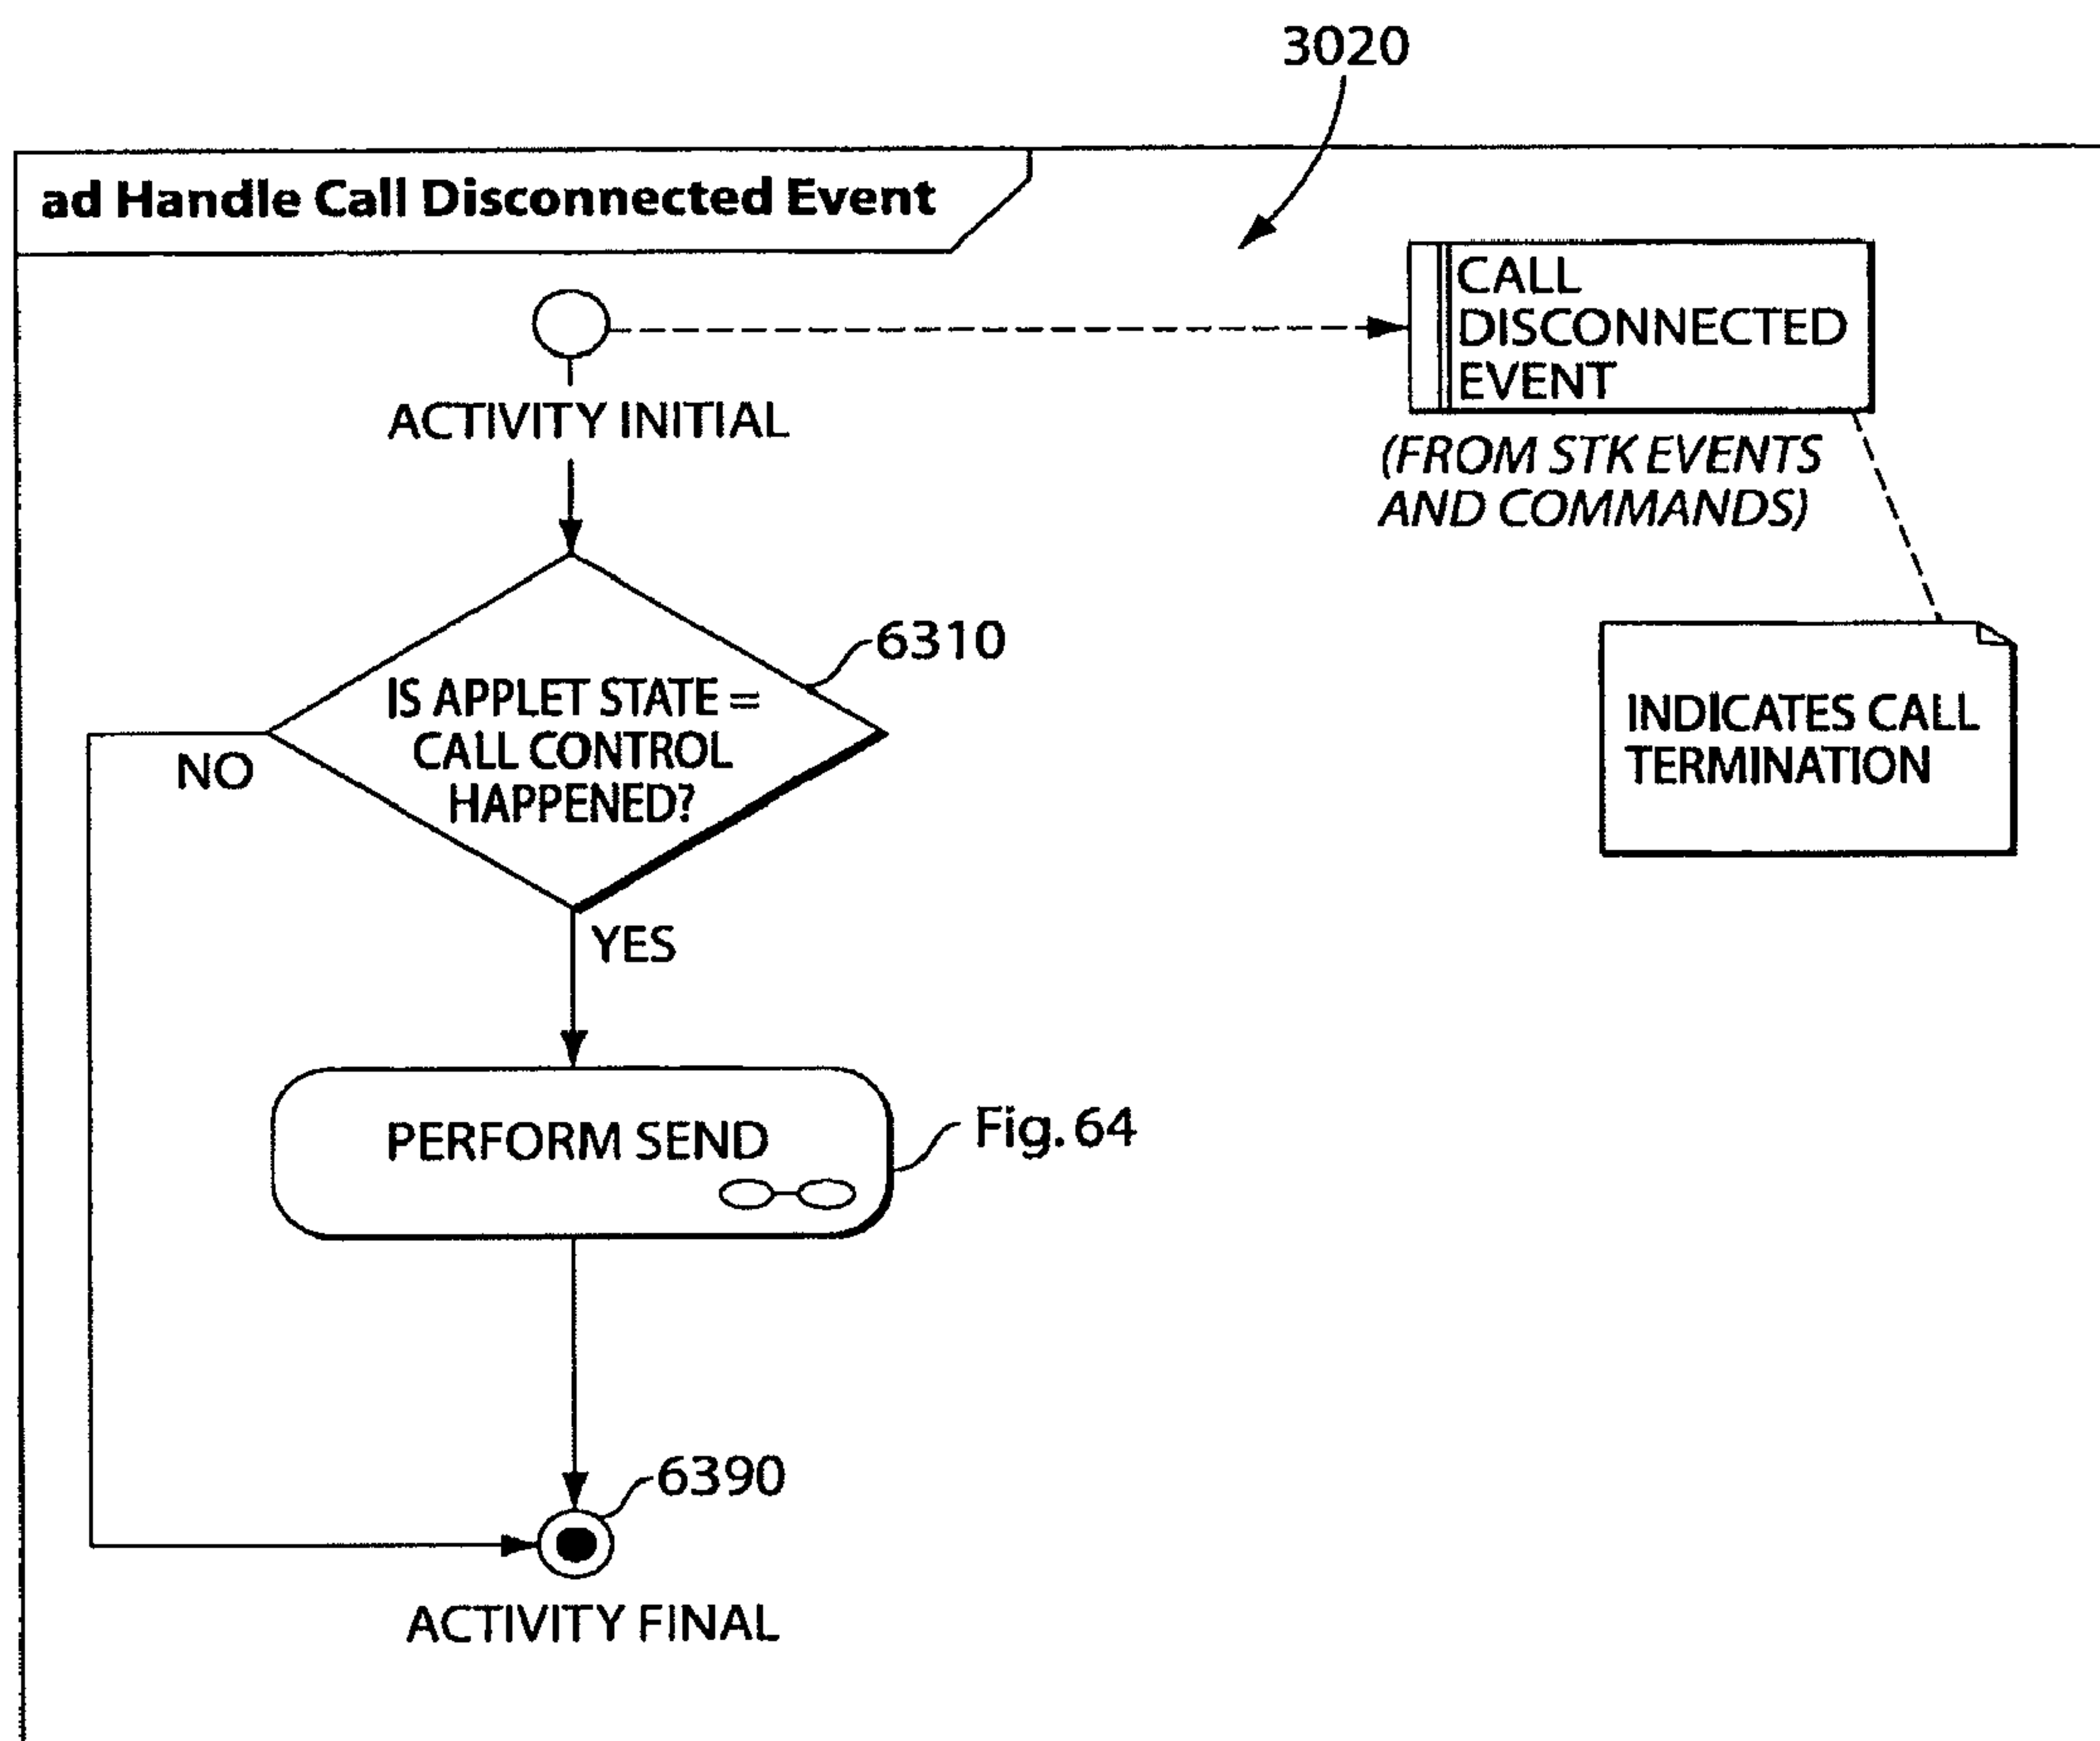 3020
ad Handle Call Disconnected Event
CALL
DISCONNECTED
EVENT
ACTIVITY INITIAL
(FROM STK EVENTS
AND COMMANDS)
6310
IS APPLET STATE =
CALL CONTROL
HAPPENED?
NO
INDICATES CALL
TERMINATION
YES
PERFORM SEND
Fig. 64
6390
ACTIVITY FINAL